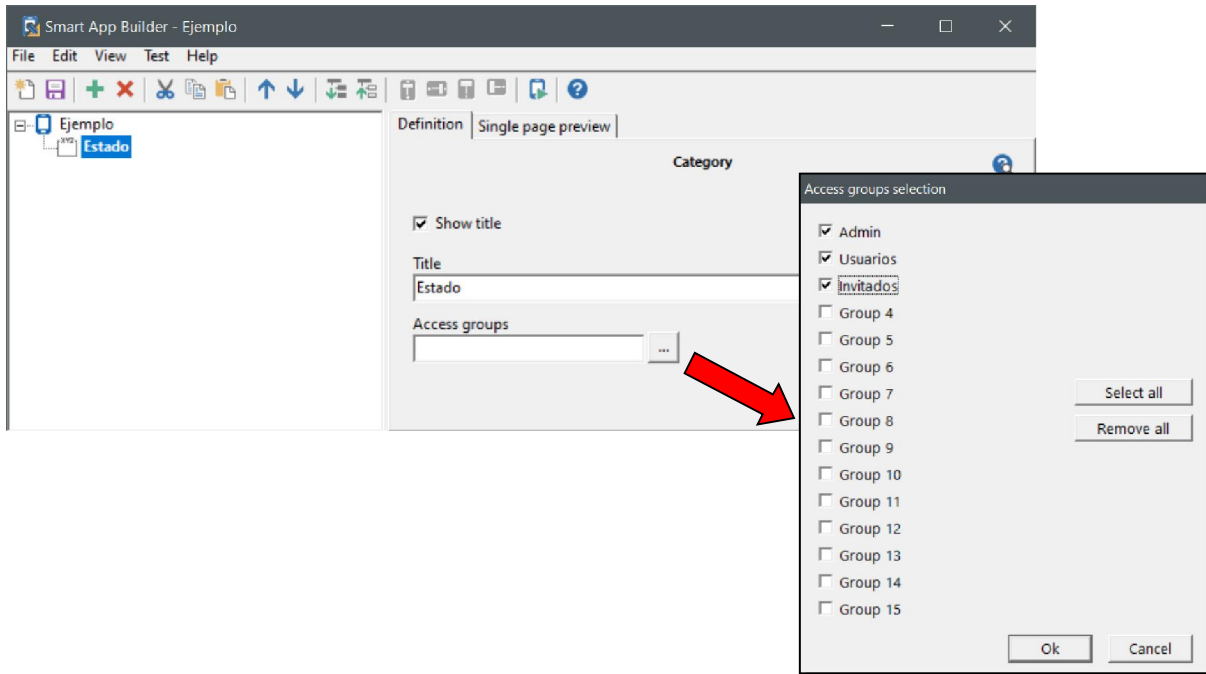 Smart App Builder - Ejemplo
File Edit View Test Help
Ejemplo
XYZ
Estado
Definition
Single page preview
Category
Show title
Title
Estado
Access groups
...
Access groups selection
Admin
Usuarios
Invitados
Group 4
Group 5
Group 6
Group 7
Group 8
Group 9
Group 10
Group 11
Group 12
Group 13
Group 14
Group 15
Select all
Remove all
Ok
Cancel